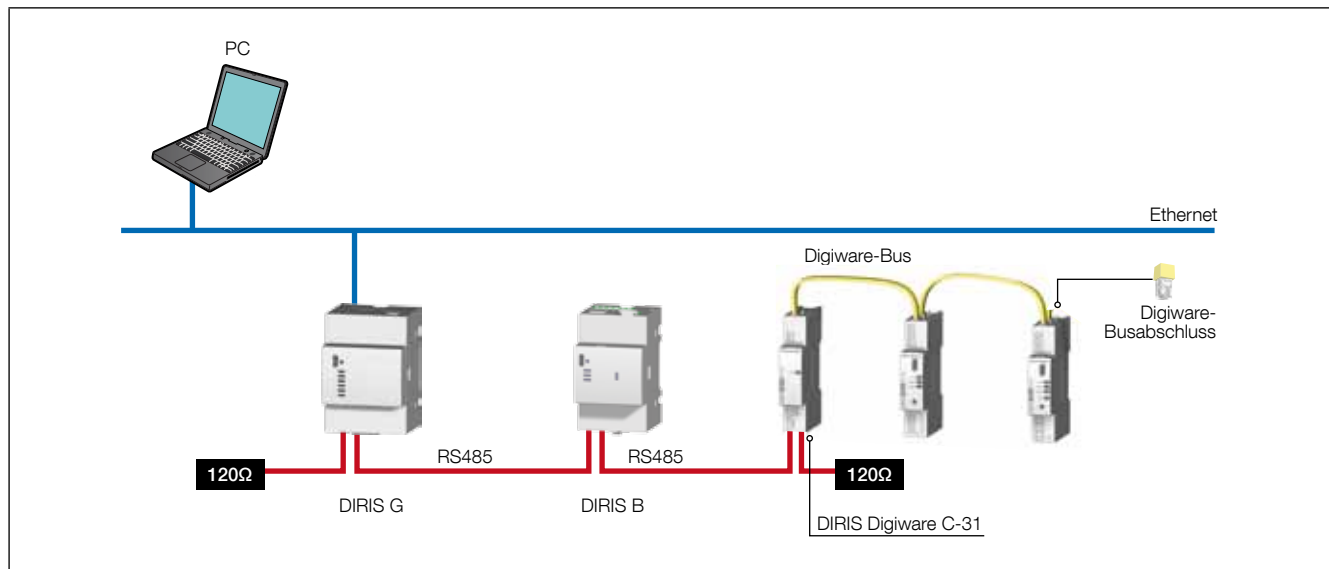 PC
Ethernet
Digiware-Bus
Digiware-
Busabschluss
RS485
RS485
120Ω
120Ω
DIRIS G
DIRIS B
DIRIS Digiware C-31